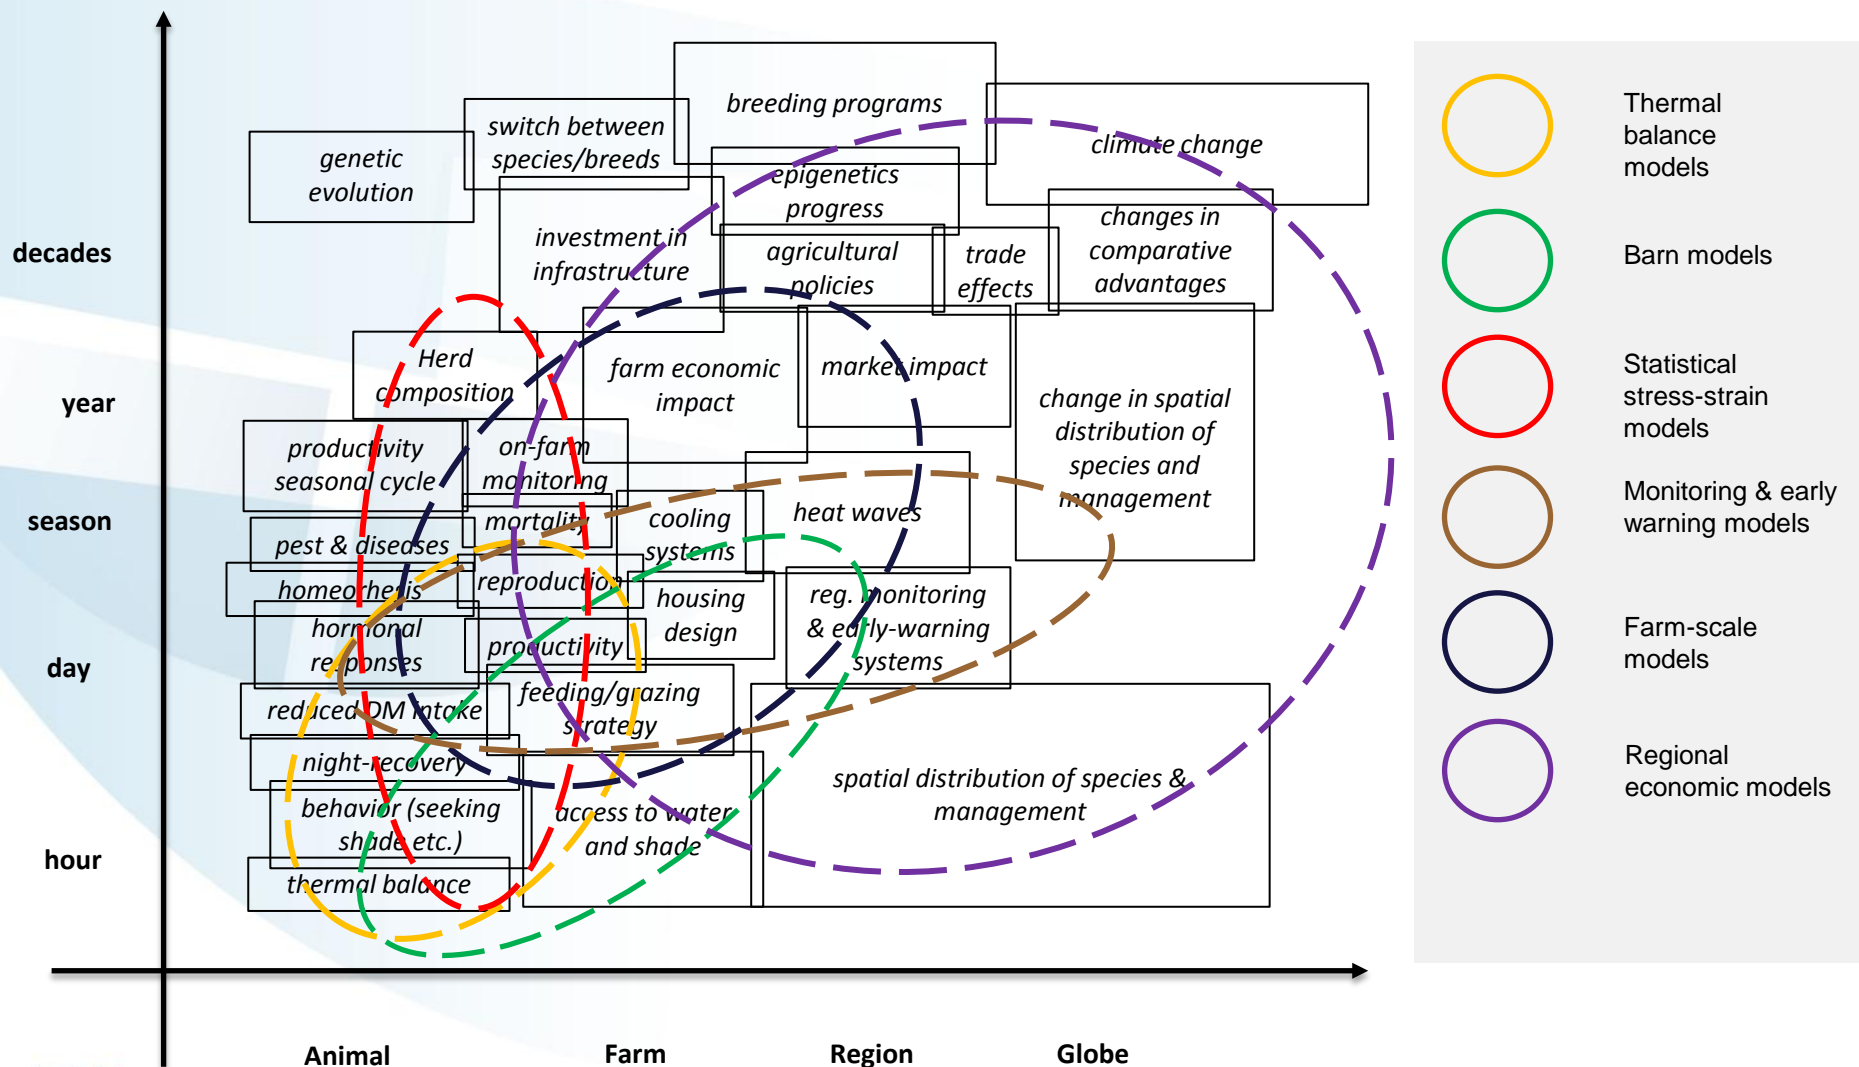 breeding programs
switch between
species/breeds
climate change
genetic
evolution
epigenetics
progress
changes in
comparative
advantages
investment in
infrastructure
agricultural
policies
trade
effects
Herd
composition
farm economic
impact
market impact
change in spatial
distribution of
species and
management
productivity
seasonal cycle
on-farm
monitoring
mortality
cooling
systems
heat waves
pest & diseases
homeorhesis
reproduction
housing
design
reg. monitoring
& early-warning
systems
hormonal
responses
productivity
feeding/grazing
strategy
reduced DM intake
night-recovery
behavior (seeking
shade etc.)
access to water
and shade
spatial distribution of species &
management
thermal balance
decades
year
season
day
hour
Animal
Farm
Region
Globe
Thermal
balance
models
Barn models
Statistical
stress-strain
models
Monitoring & early
warning models
Farm-scale
models
Regional
economic models